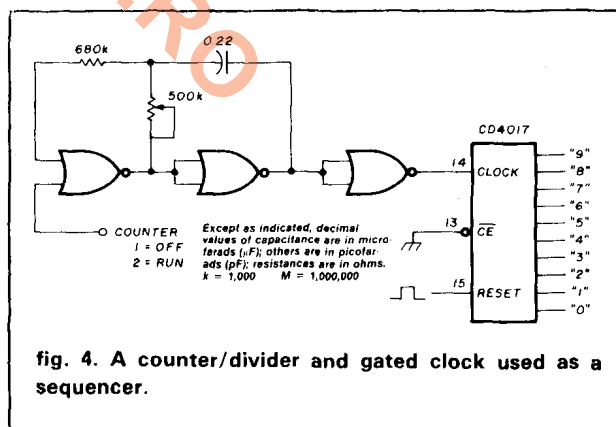 RO
680k
0.22
500k
CD4017
14 CLOCK
13 CE
15 RESET
"9"
"8"
"7"
"6"
"5"
"4"
"3"
"2"
"1"
"0"
COUNTER
1 = OFF
2 = RUN
Except as indicated, decimal
values of capacitance are in micro-
farads (µF); others are in picofar-
ads (pF); resistances are in ohms.
k = 1,000 M = 1,000,000
fig. 4. A counter/divider and gated clock used as a
sequencer.